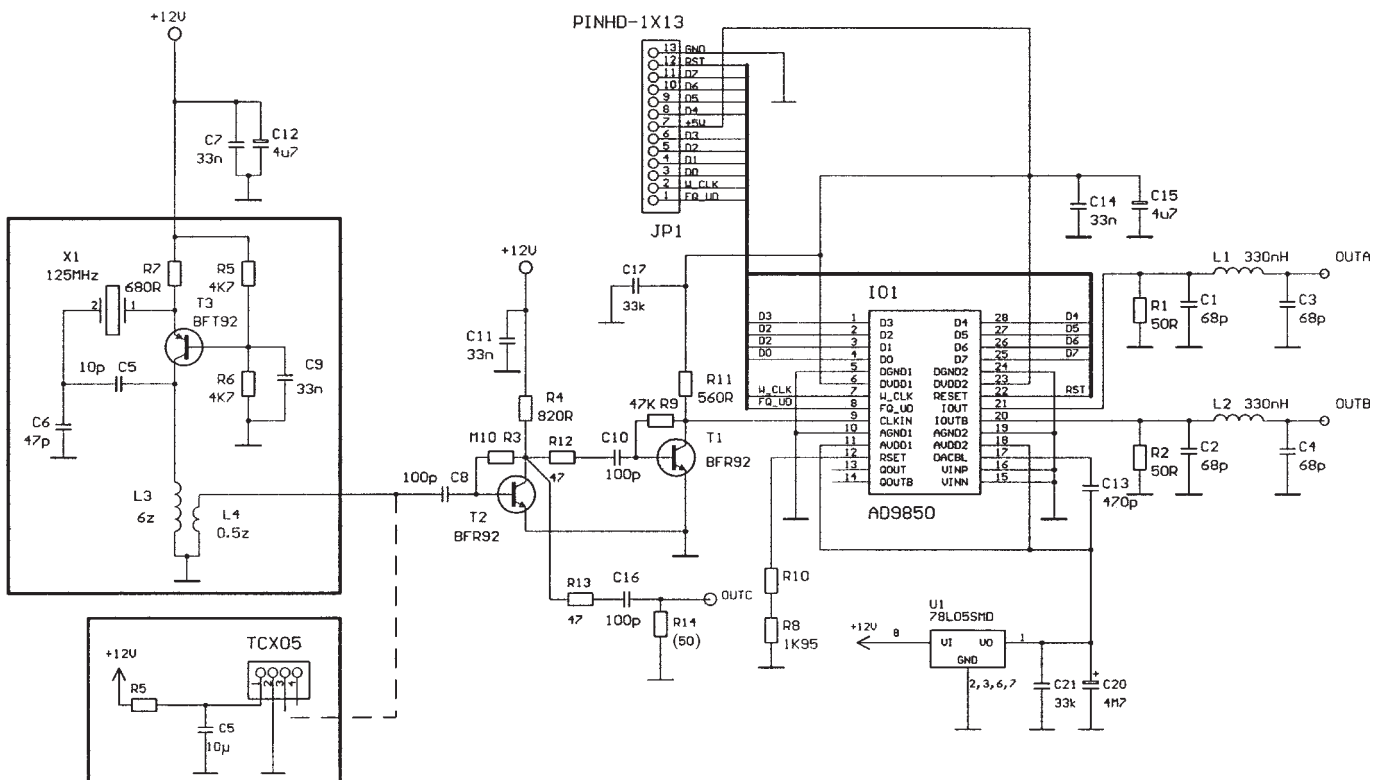 +12V
C7
33n
C12
4u7
X1
125MHz
2
1
R7
680R
R5
4K7
T3
BFT92
10p C5
C6
47p
R6
4K7
C9
33n
L3
6z
L4
0.5z
TCXO5
+12V
R5
1
2
3
4
C5
10µ
PINHD-1X13
13 GND
12 RST
11 D7
10 D6
9 D5
8 D4
7 +5V
6 D3
5 D2
4 D1
3 D0
2 W_CLK
1 FQ_UD
JP1
+12V
C11
33n
R4
820R
M10 R3
R12
47
C10
100p
47K R9
100p C8
T2
BFR92
C17
33k
R11
560R
T1
BFR92
R13
47
C16
100p
OUTC
R14
(50)
C14
33n
C15
4u7
IO1
D3 1 D3 D4 28 D4
D2 2 D2 D5 27 D5
D2 3 D1 D6 26 D6
D0 4 D0 D7 25 D7
5 DGND1 DGND2 24
6 DVDD1 DVDD2 23
W_CLK 7 W_CLK RESET 22 RST
FQ_UD 8 FQ_UD IOUT 21
9 CLKIN IOUTB 20
10 AGND1 AGND2 19
11 AVDD1 AVDD2 18
12 RSET DACBL 17
13 QOUT VINP 16
14 QOUTB VINN 15
AD9850
L1 330nH
OUTA
R1
50R
C1
68p
C3
68p
L2 330nH
OUTB
R2
50R
C2
68p
C4
68p
C13
470p
R10
R8
1K95
U1
78L05SMD
+12V
8
VI VO
GND
1
2,3,6,7
C21
33k
+
C20
4M7